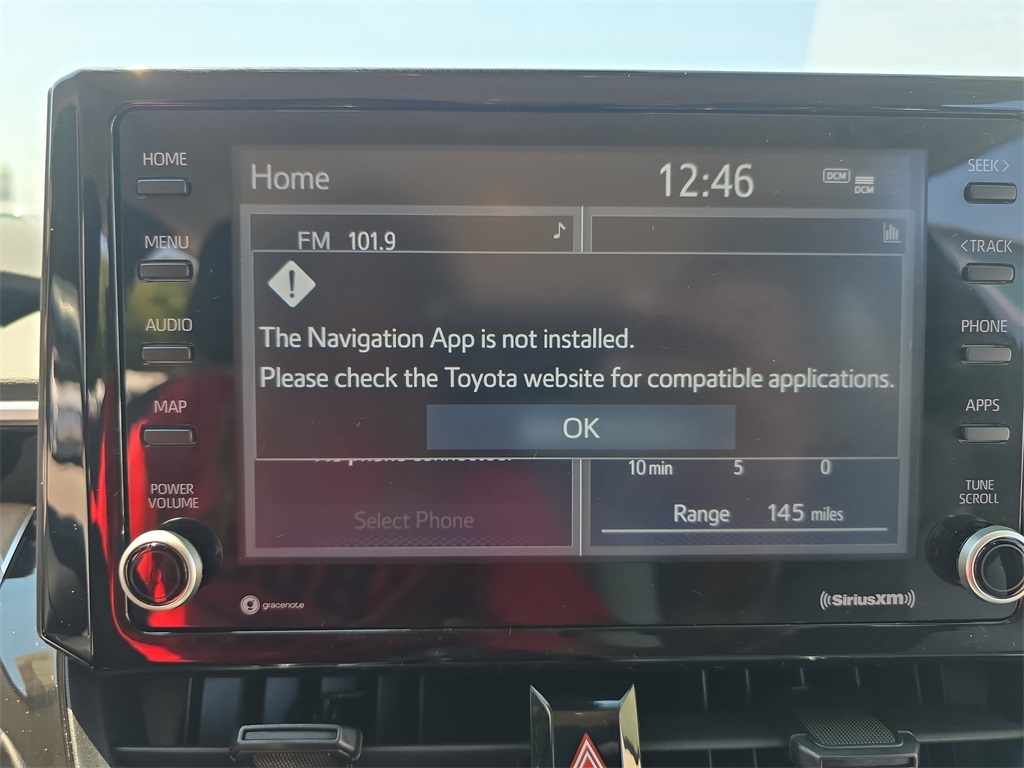 HOME
MENU
AUDIO
MAP
POWER
VOLUME
Home
12:46
DCM
DCM
FM 101.9
!
The Navigation App is not installed.
Please check the Toyota website for compatible applications.
OK
10 min 5 0
Select Phone
Range 145 miles
gracenote
((SiriusXM))
SEEK >
< TRACK
PHONE
APPS
TUNE
SCROLL